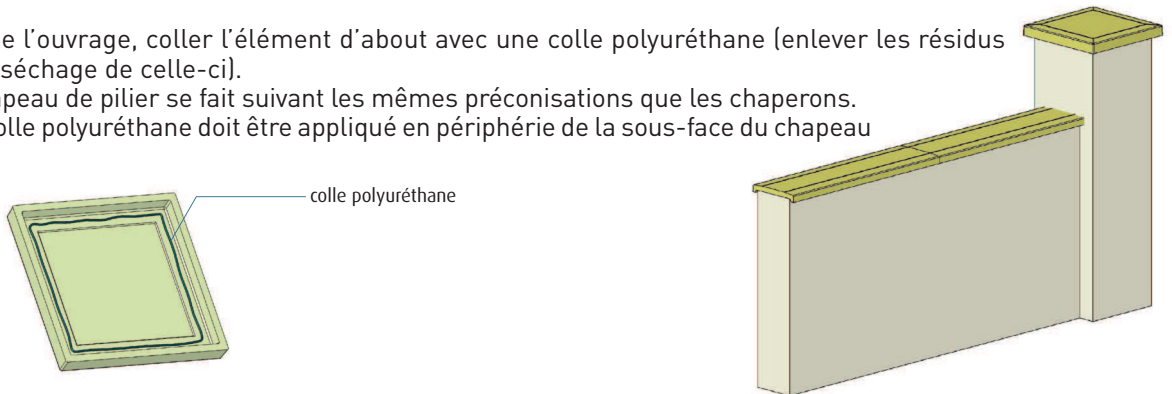 e l’ouvrage, coller l’élément d’about avec une colle polyuréthane (enlever les résidus
séchage de celle-ci).
apeau de pilier se fait suivant les mêmes préconisations que les chaperons.
olle polyuréthane doit être appliqué en périphérie de la sous-face du chapeau
colle polyuréthane